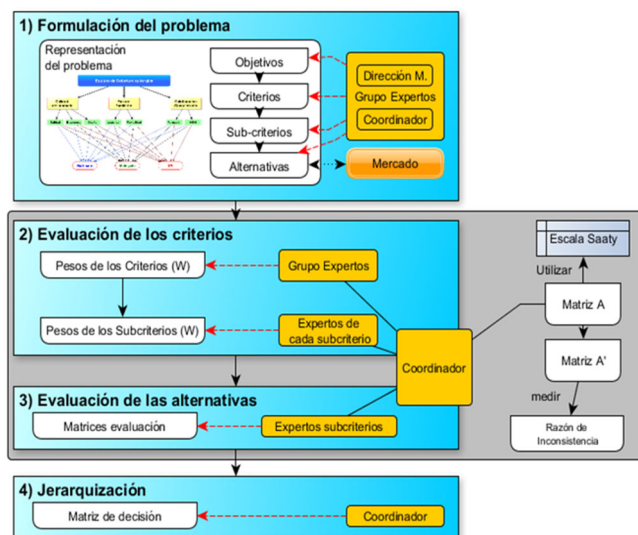 1) Formulación del problema
Representación
del problema
Objetivos
Criterios
Sub-criterios
Alternativas
Dirección M.
Grupo Expertos
Coordinador
Mercado
2) Evaluación de los criterios
Pesos de los Criterios (W)
Grupo Expertos
Pesos de los Subcriterios (W)
Expertos de
cada subcriterio
Coordinador
Escala Saaty
Utilizar
Matriz A
Matriz A'
medir
Razón de
Inconsistencia
3) Evaluación de las alternativas
Matrices evaluación
Expertos subcriterios
4) Jerarquización
Matriz de decisión
Coordinador